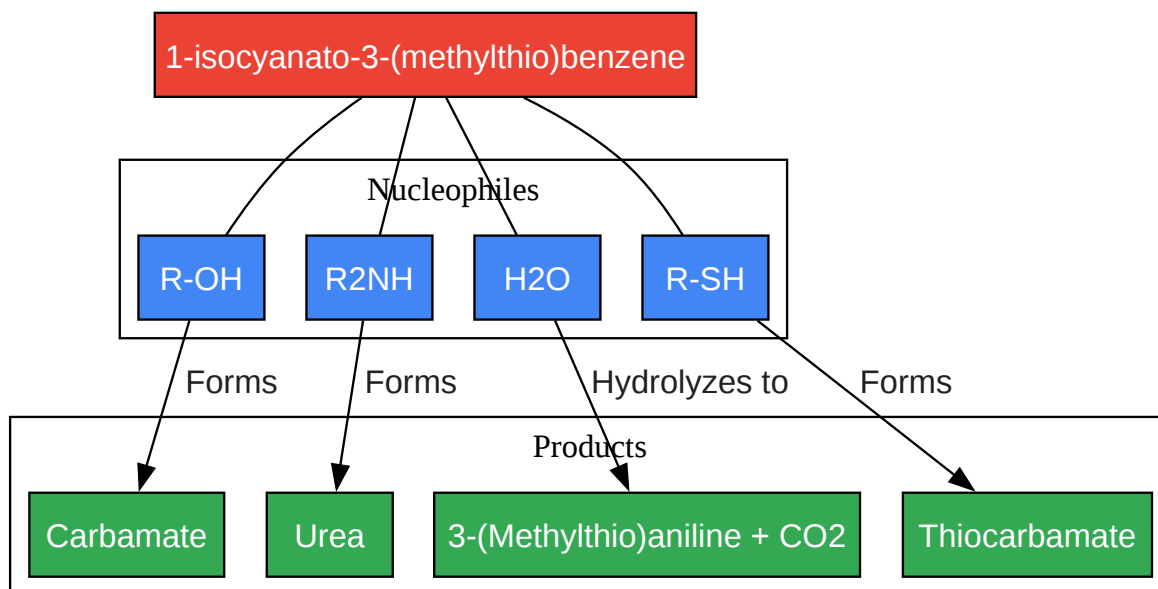 1-isocyanato-3-(methylthio)benzene
Nucleophiles
R-OH
R2NH
H2O
R-SH
Forms
Forms
Hydrolyzes to
Forms
Products
Carbamate
Urea
3-(Methylthio)aniline + CO2
Thiocarbamate